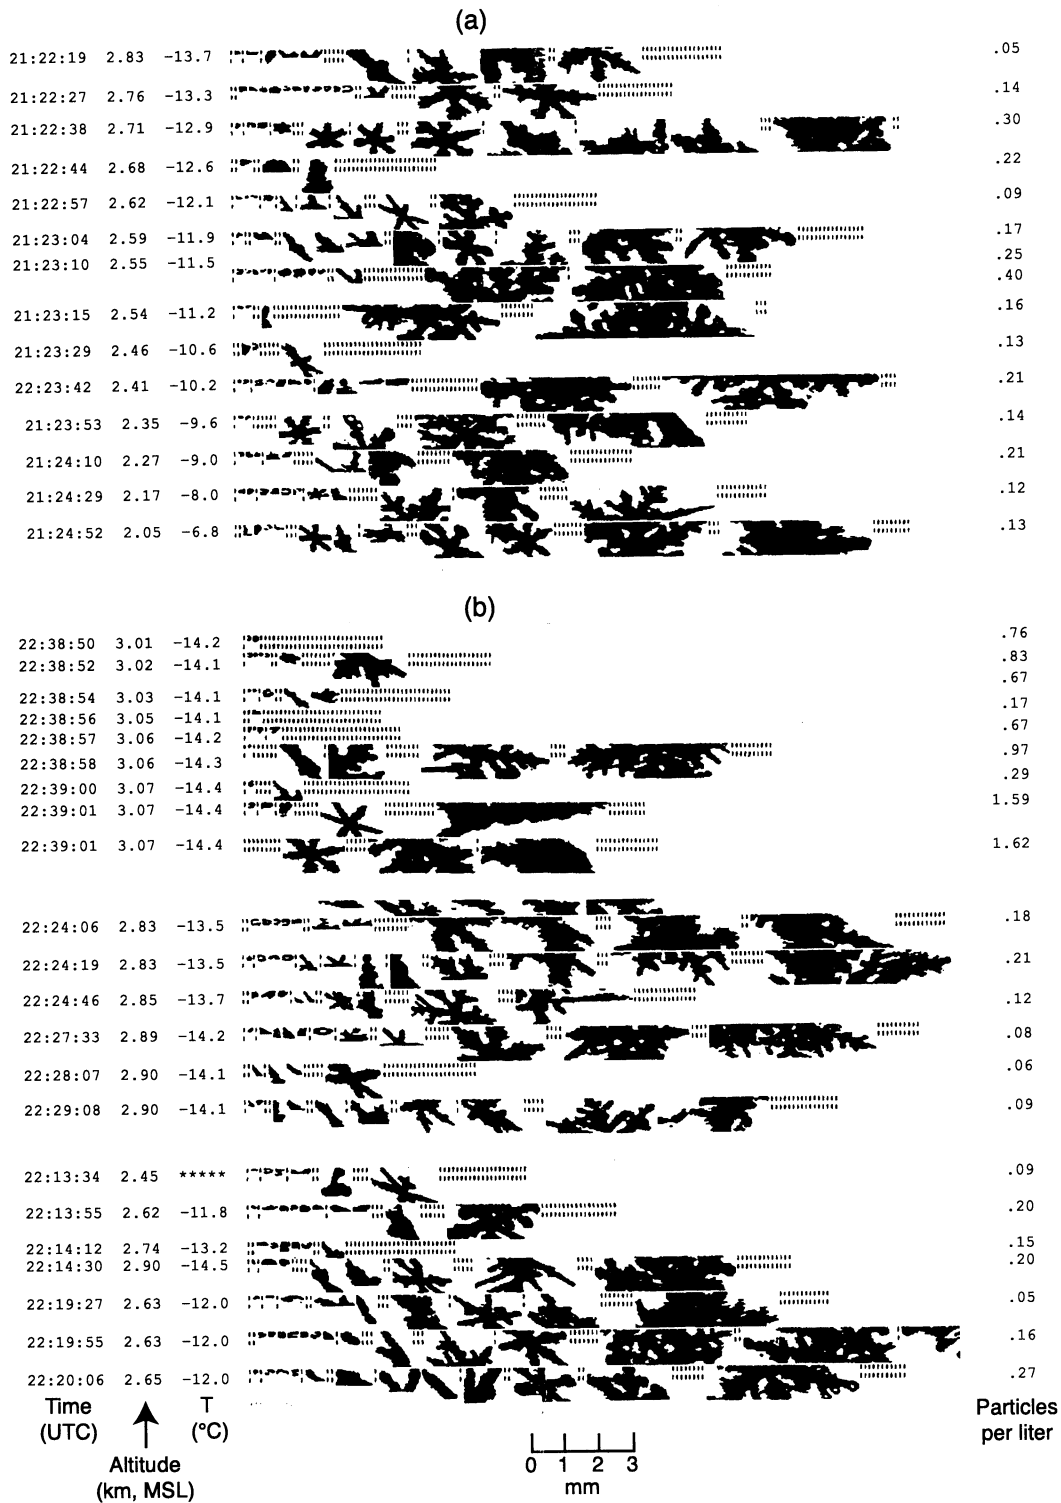 (a)
21:22:19 2.83 -13.7 .05
21:22:27 2.76 -13.3 .14
21:22:38 2.71 -12.9 .30
21:22:44 2.68 -12.6 .22
21:22:57 2.62 -12.1 .09
21:23:04 2.59 -11.9 .17
21:23:10 2.55 -11.5 .25
.40
21:23:15 2.54 -11.2 .16
21:23:29 2.46 -10.6 .13
22:23:42 2.41 -10.2 .21
21:23:53 2.35 -9.6 .14
21:24:10 2.27 -9.0 .21
21:24:29 2.17 -8.0 .12
21:24:52 2.05 -6.8 .13
(b)
22:38:50 3.01 -14.2 .76
22:38:52 3.02 -14.1 .83
.67
22:38:54 3.03 -14.1 .17
22:38:56 3.05 -14.1
22:38:57 3.06 -14.2 .67
22:38:58 3.06 -14.3 .97
22:39:00 3.07 -14.4 .29
22:39:01 3.07 -14.4 1.59
22:39:01 3.07 -14.4 1.62
22:24:06 2.83 -13.5 .18
22:24:19 2.83 -13.5 .21
22:24:46 2.85 -13.7 .12
22:27:33 2.89 -14.2 .08
22:28:07 2.90 -14.1 .06
22:29:08 2.90 -14.1 .09
22:13:34 2.45 ***** .09
22:13:55 2.62 -11.8 .20
22:14:12 2.74 -13.2 .15
22:14:30 2.90 -14.5 .20
22:19:27 2.63 -12.0 .05
22:19:55 2.63 -12.0 .16
22:20:06 2.65 -12.0 .27
Time T Particles
(UTC) (°C) per liter
Altitude
(km, MSL)
0 1 2 3
mm